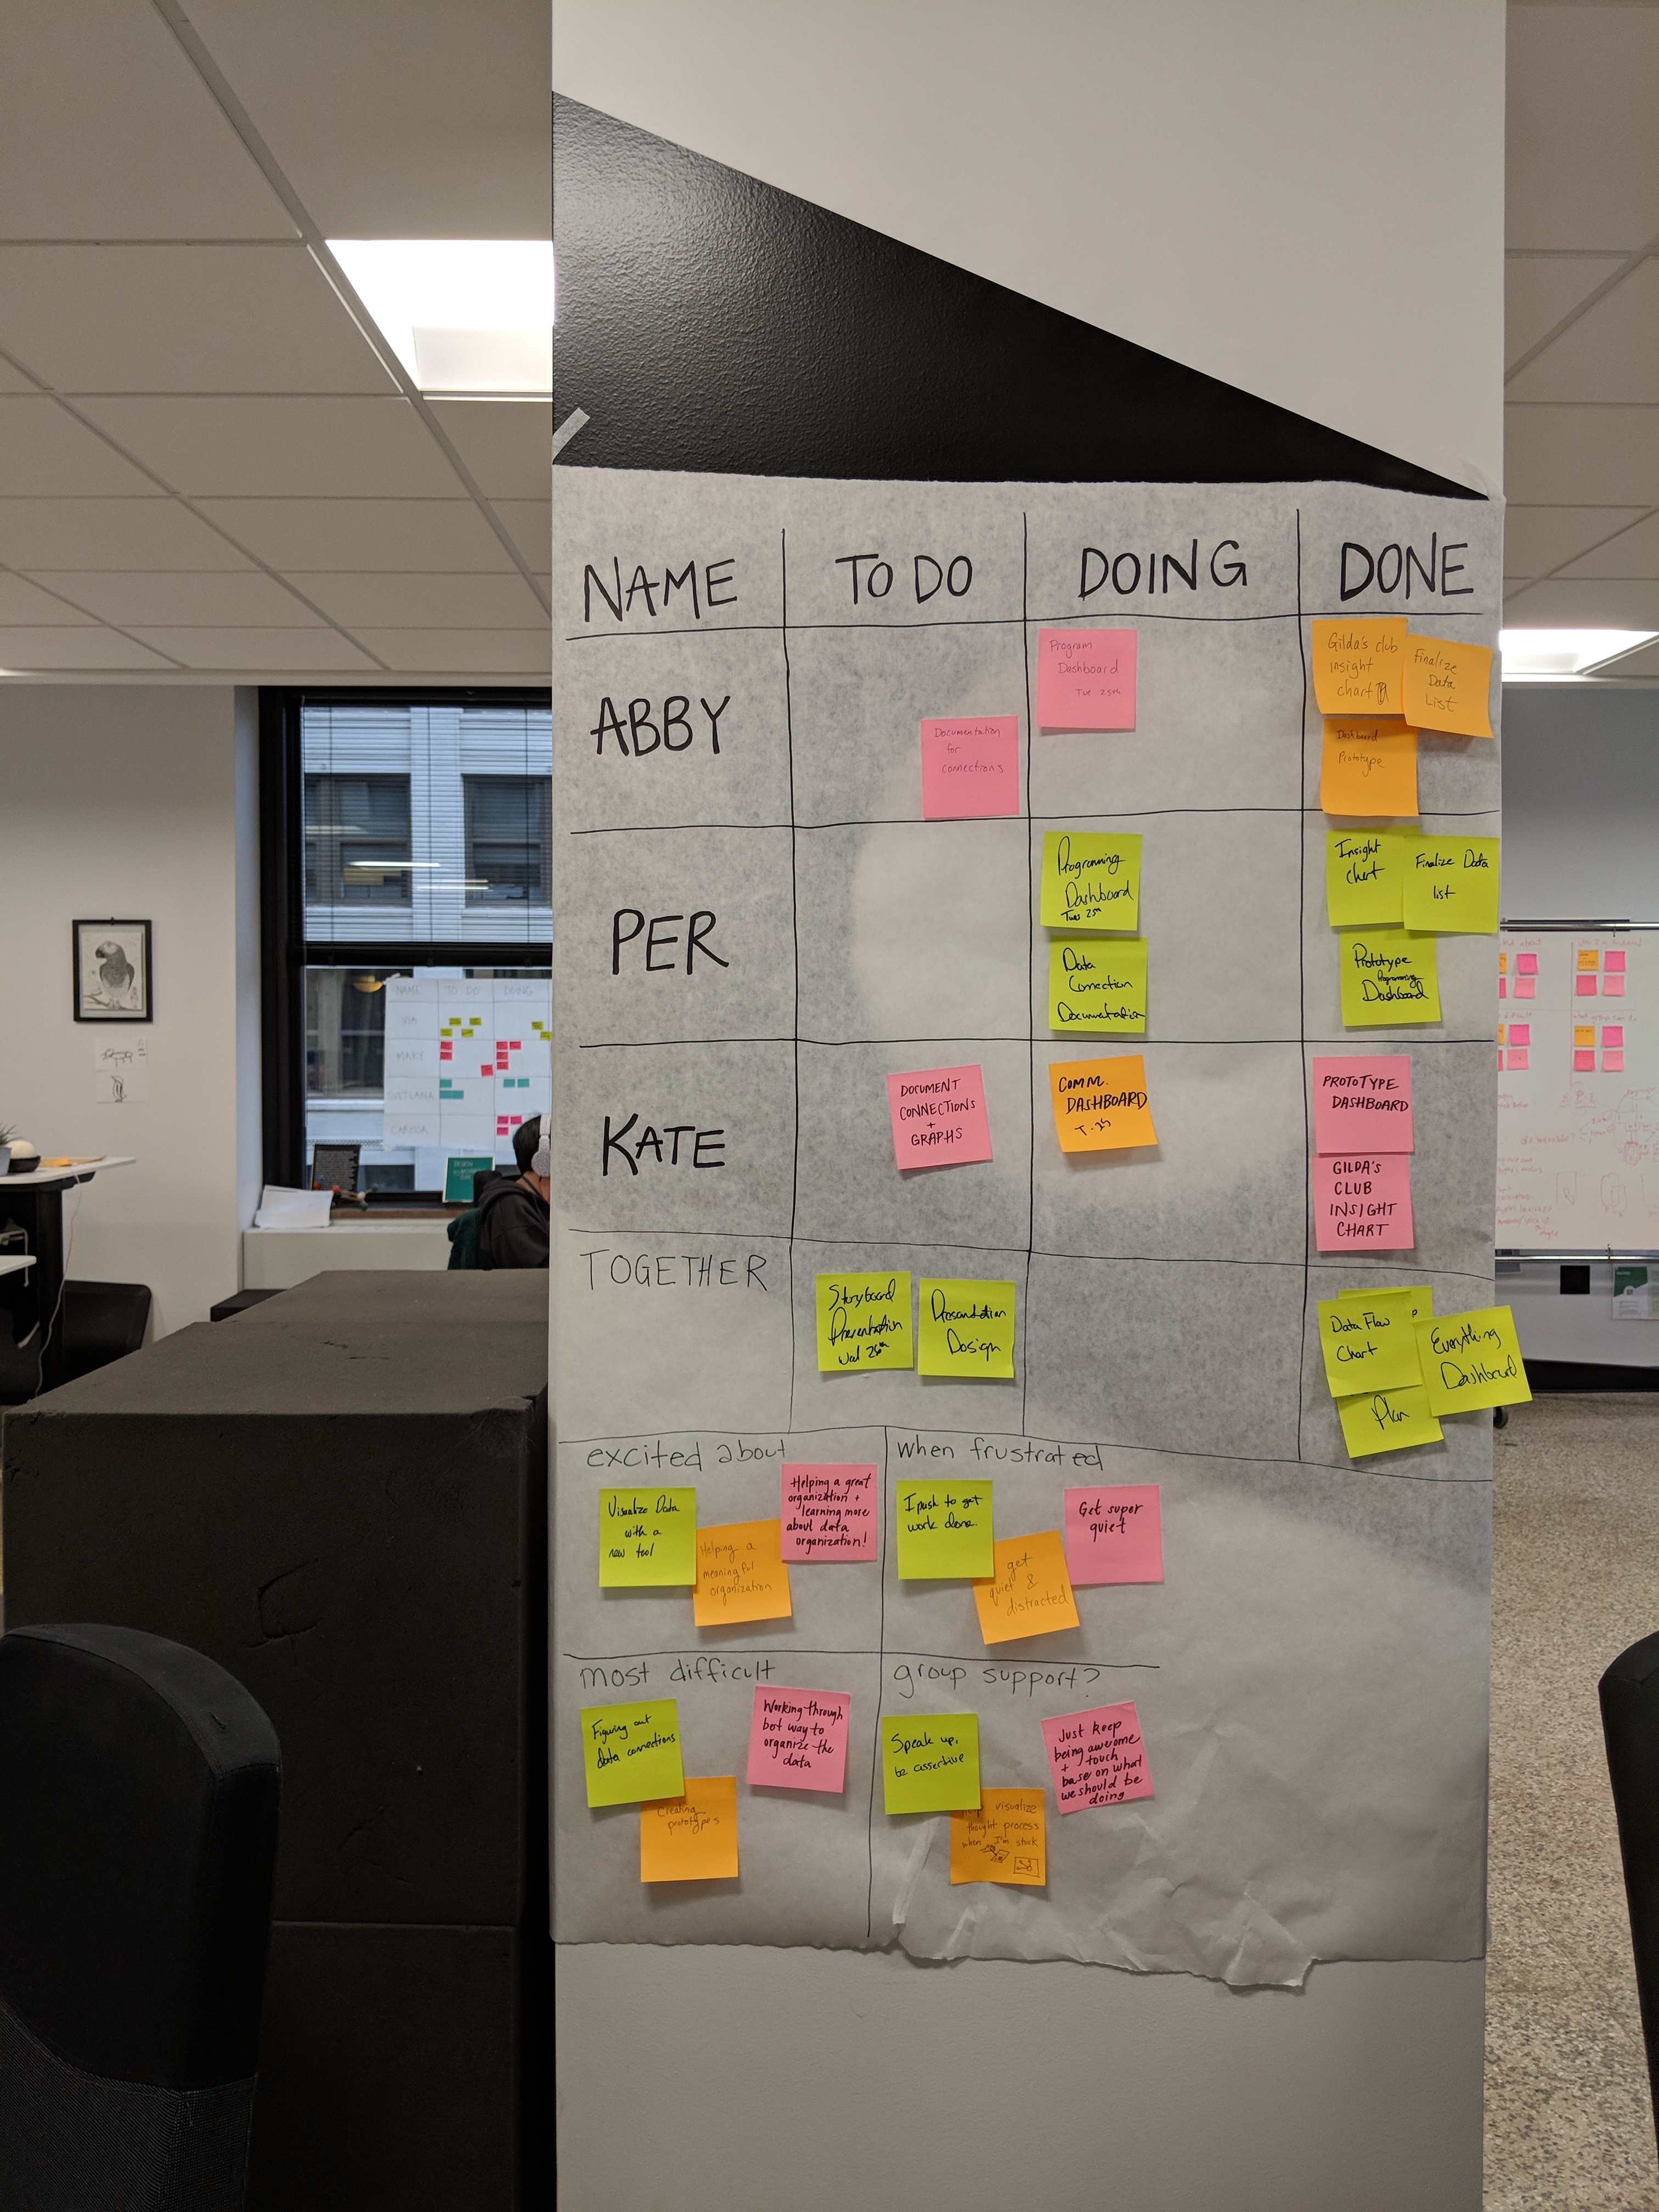 NAME TO DO DOING DONE
ABBY
Documentation
for
connections
Program
Dashboard
Tue 25th
Gilda's club
insight
chart
Finalize
Data
List
Dashboard
Prototype
PER
Programming
Dashboard
Tues 25th
Data
Connection
Documentation
Insight
chart
Finalize Data
list
Prototype
Programming
Dashboard
KATE
DOCUMENT
CONNECTIONS
+
GRAPHS
COMM.
DASHBOARD
T. 25
PROTOTYPE
DASHBOARD
GILDA'S
CLUB
INSIGHT
CHART
TOGETHER
Storyboard
Presentation
Wed 26th
Presentation
Design
Data Flow
Chart
Plan
Everything
Dashboard
excited about
Visualize Data
with a
new tool
Helping a
meaningful
organization
Helping a great
organization +
learning more
about data
organization!
when frustrated
I push to get
work done.
get
quiet &
distracted
Get super
quiet
most difficult
Figuring out
data connections
Creating
prototypes
Working through
best way to
organize the
data
group support?
Speak up,
be assertive
visualize
thought process
when I'm stuck
Just keep
being awesome
+ touch
base on what
we should be
doing
NAME TO DO DOING
VIA
MARY
SVETLANA
CARISSA